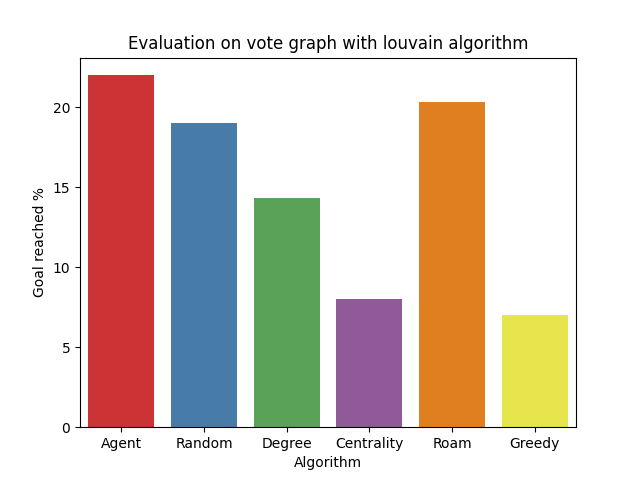 Evaluation on vote graph with louvain algorithm
Goal reached %
20
15
10
5
0
Agent Random Degree Centrality Roam Greedy
Algorithm